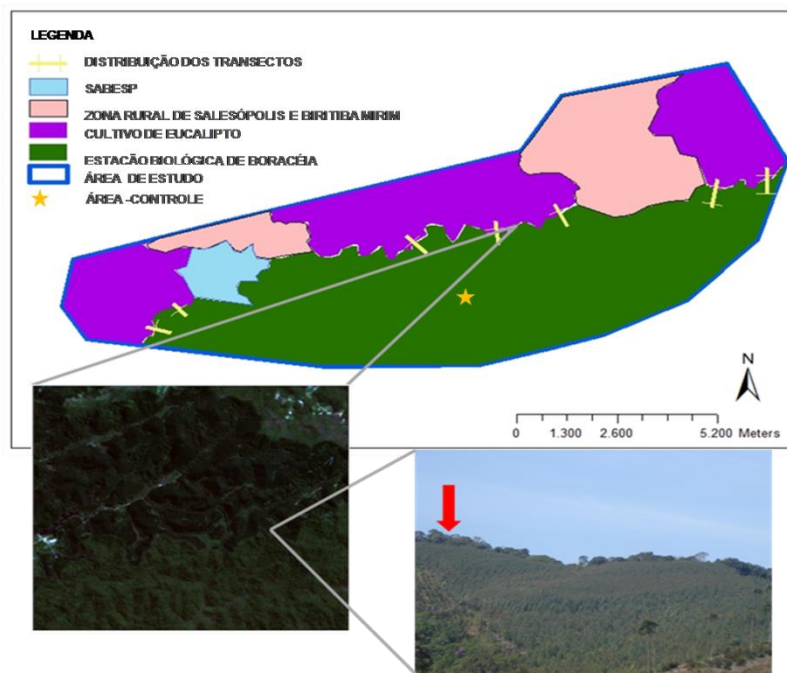 LEGENDA
DISTRIBUIÇÃO DOS TRANSECTOS
SABESP
ZONA RURAL DE SALESÓPOLIS E BIRITIBA MIRIM
CULTIVO DE EUCALIPTO
ESTAÇÃO BIOLÓGICA DE BORACÉIA
ÁREA DE ESTUDO
ÁREA -CONTROLE
N
0 1.300 2.600 5.200 Meters